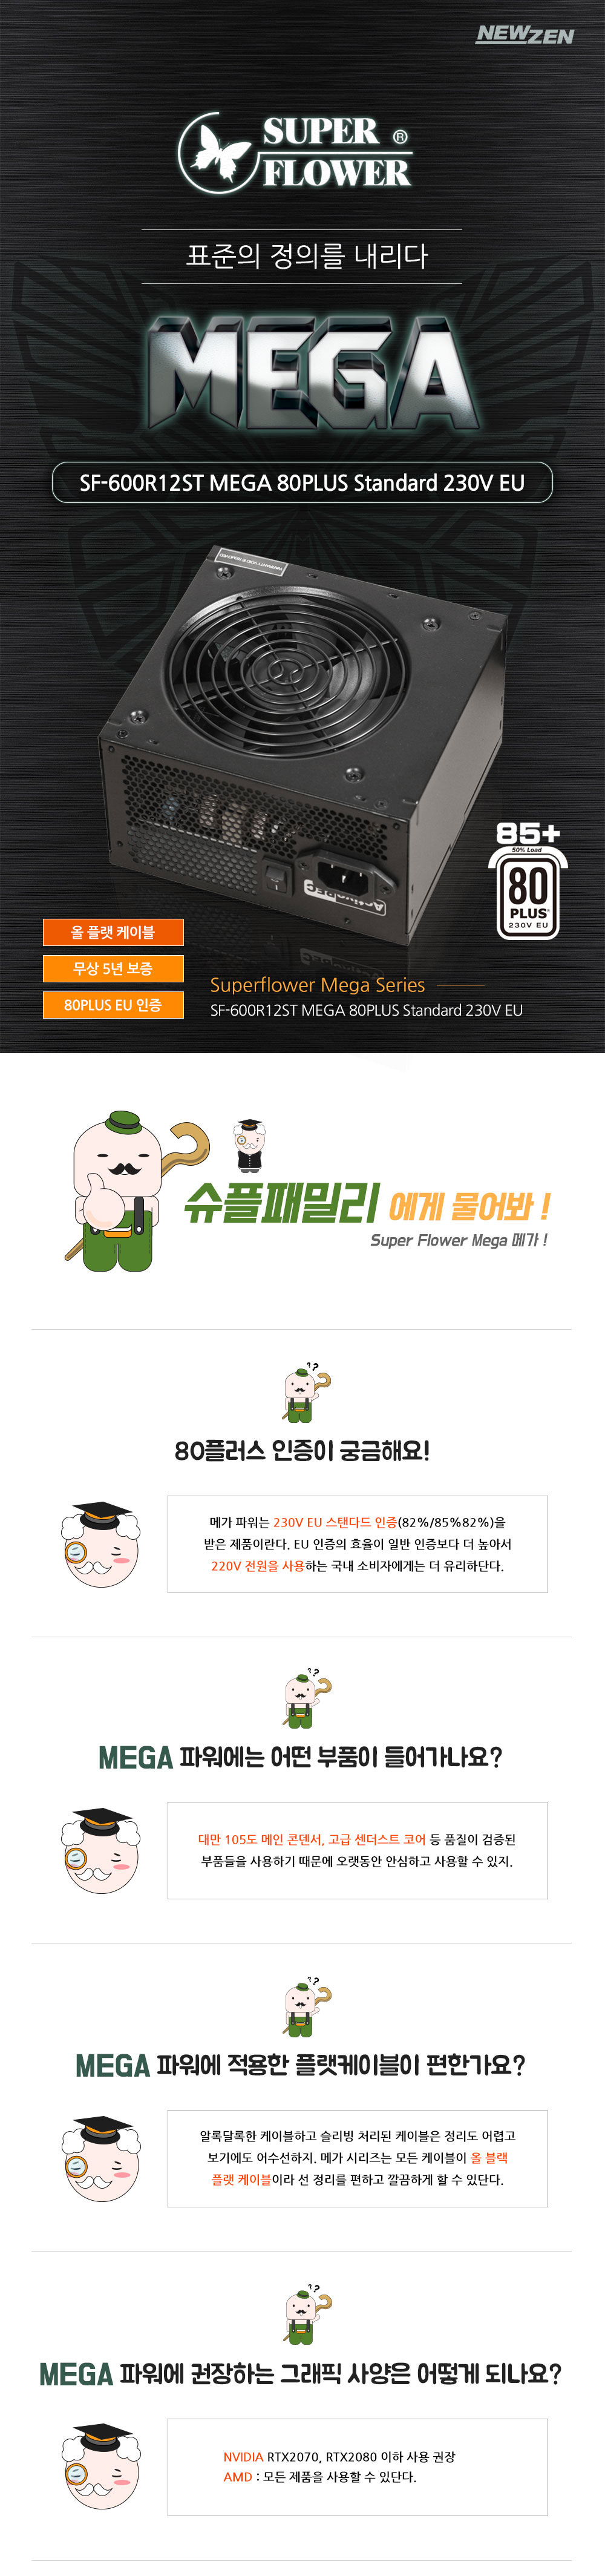 NEWZEN
SUPER ®
FLOWER
표준의 정의를 내리다
MEGA
SF-600R12ST MEGA 80PLUS Standard 230V EU
85+
50% Load
80
PLUS®
230V EU
올 플랫 케이블
무상 5년 보증
80PLUS EU 인증
Superflower Mega Series
SF-600R12ST MEGA 80PLUS Standard 230V EU
슈플패밀리 에게 물어봐 !
Super Flower Mega 메가 !
??
80플러스 인증이 궁금해요!
메가 파워는 230V EU 스탠다드 인증(82%/85%82%)을
받은 제품이란다. EU 인증의 효율이 일반 인증보다 더 높아서
220V 전원을 사용하는 국내 소비자에게는 더 유리하단다.
??
MEGA 파워에는 어떤 부품이 들어가나요?
대만 105도 메인 콘덴서, 고급 센더스트 코어 등 품질이 검증된
부품들을 사용하기 때문에 오랫동안 안심하고 사용할 수 있지.
??
MEGA 파워에 적용한 플랫케이블이 편한가요?
알록달록한 케이블하고 슬리빙 처리된 케이블은 정리도 어렵고
보기에도 어수선하지. 메가 시리즈는 모든 케이블이 올 블랙
플랫 케이블이라 선 정리를 편하고 깔끔하게 할 수 있단다.
??
MEGA 파워에 권장하는 그래픽 사양은 어떻게 되나요?
NVIDIA RTX2070, RTX2080 이하 사용 권장
AMD : 모든 제품을 사용할 수 있단다.